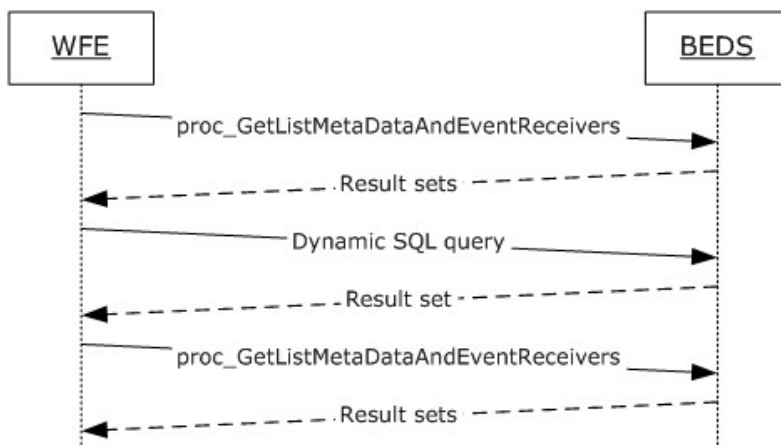 WFE
BEDS
proc_GetListMetaDataAndEventReceivers
Result sets
Dynamic SQL query
Result set
proc_GetListMetaDataAndEventReceivers
Result sets